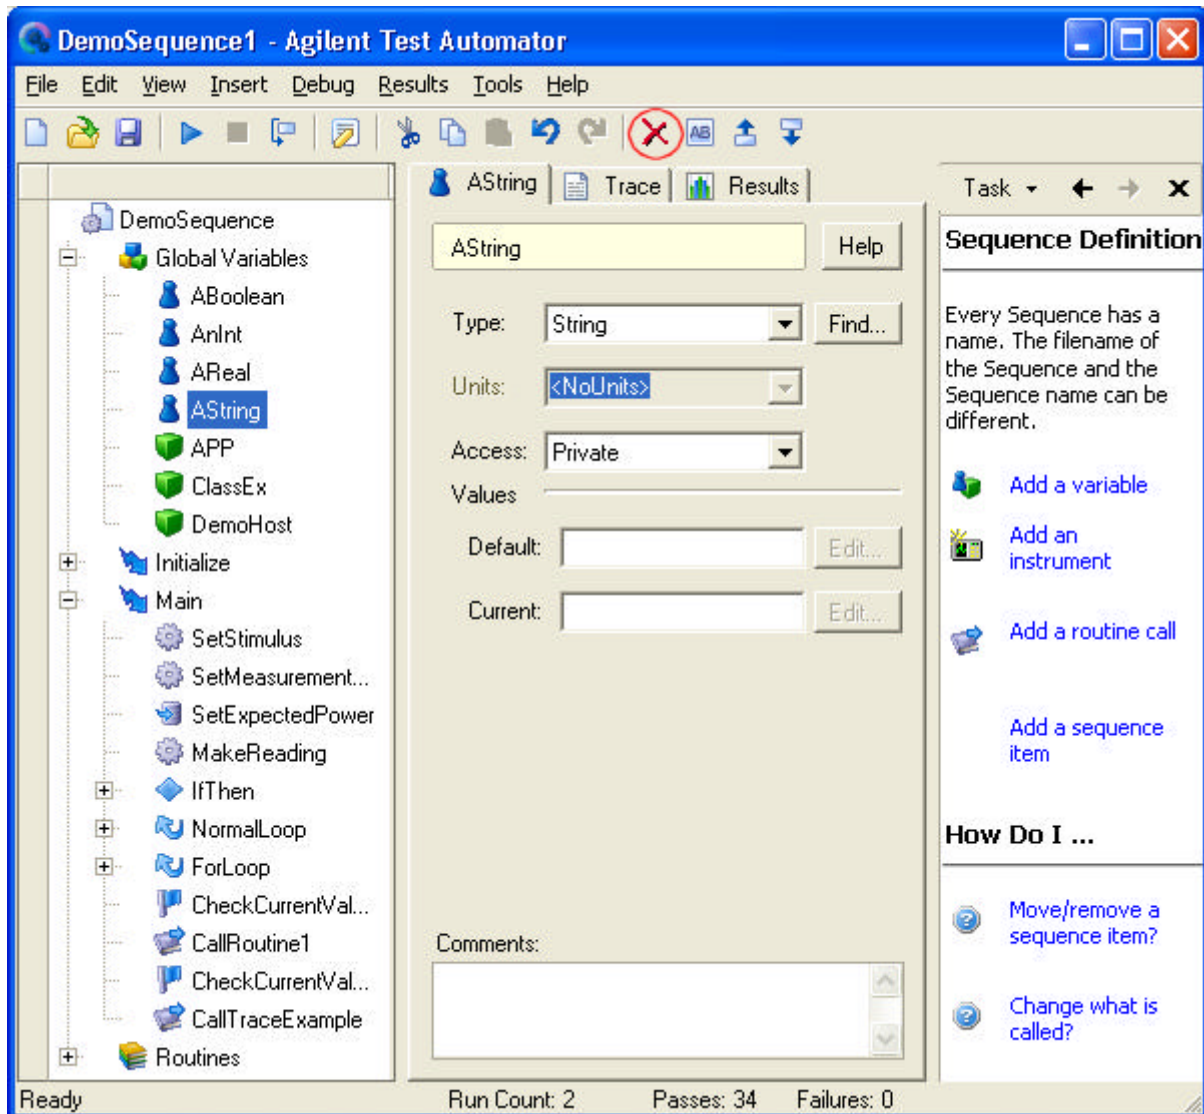 DemoSequence1 - Agilent Test Automator
File Edit View Insert Debug Results Tools Help
AB
DemoSequence
Global Variables
ABoolean
AnInt
AReal
AString
APP
ClassEx
DemoHost
Initialize
Main
SetStimulus
SetMeasurement...
SetExpectedPower
MakeReading
IfThen
NormalLoop
ForLoop
CheckCurrentVal...
CallRoutine1
CheckCurrentVal...
CallTraceExample
Routines
AString Trace Results
AString Help
Type: String Find...
Units: <NoUnits>
Access: Private
Values
Default: Edit...
Current: Edit...
Comments:
Task
Sequence Definition
Every Sequence has a
name. The filename of
the Sequence and the
Sequence name can be
different.
Add a variable
Add an
instrument
Add a routine call
Add a sequence
item
How Do I ...
Move/remove a
sequence item?
Change what is
called?
Ready Run Count: 2 Passes: 34 Failures: 0